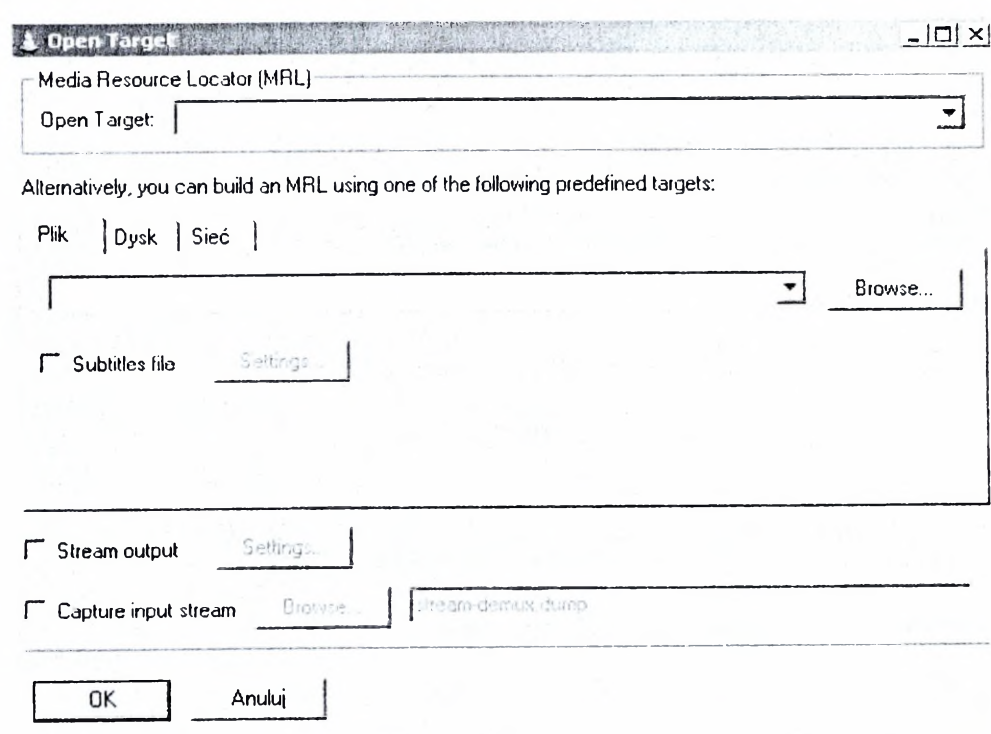 Open Target
Media Resource Locator (MRL)
Open Target:
Alternatively, you can build an MRL using one of the following predefined targets:
Plik Dysk Sieć
Browse...
Subtitles file Settings...
Stream output Settings...
Capture input stream Browse... stream-demux.dump
OK Anuluj